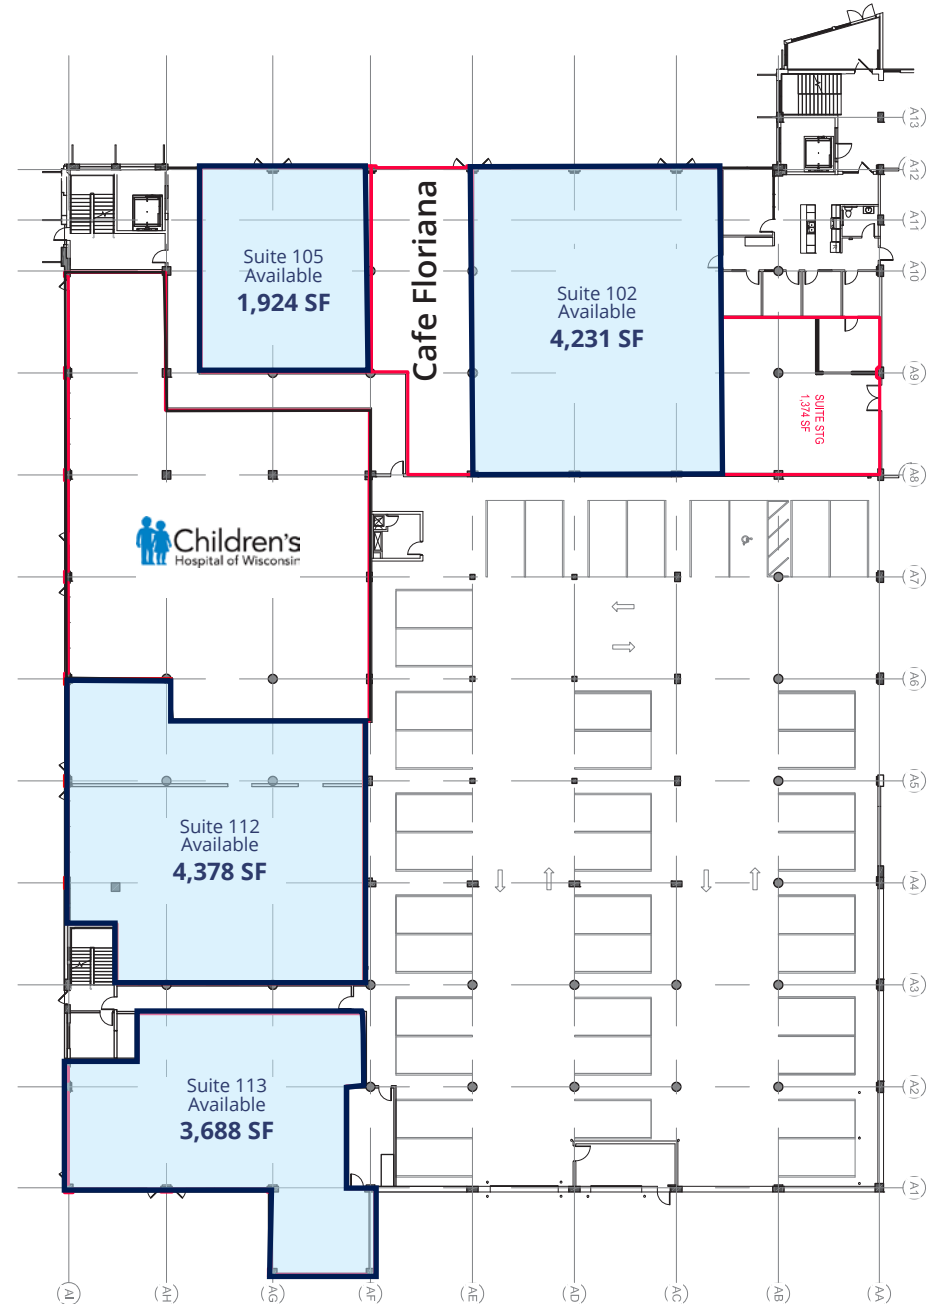 A13
A12
A11
A10
A9
A8
A7
A6
A5
A4
A3
A2
A1
Suite 105
Available
1,924 SF
Cafe Floriana
Suite 102
Available
4,231 SF
SUITE STG
1,374 SF
Children's
Hospital of Wisconsin
Suite 112
Available
4,378 SF
Suite 113
Available
3,688 SF
AI
AH
AG
AF
AE
AD
AC
AB
AA